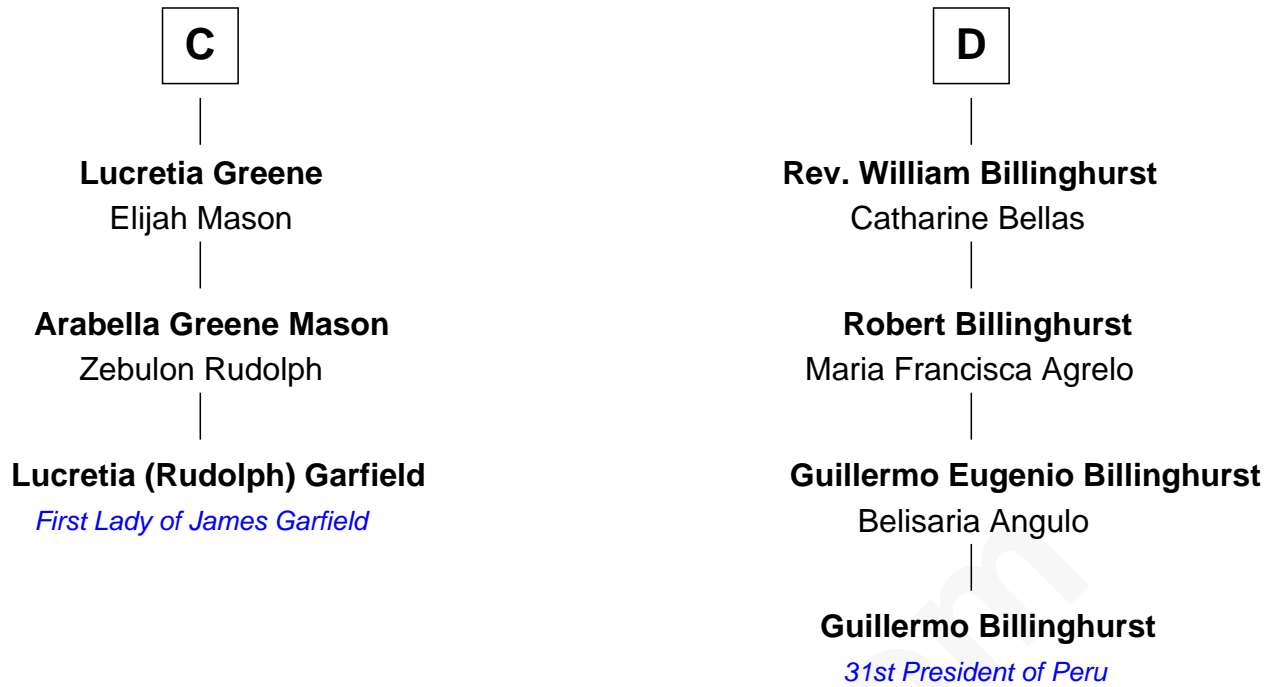 C
Lucretia Greene
Elijah Mason
Arabella Greene Mason
Zebulon Rudolph
Lucretia (Rudolph) Garfield
First Lady of James Garfield
D
Rev. William Billinghurst
Catharine Bellas
Robert Billinghurst
Maria Francisca Agrelo
Guillermo Eugenio Billinghurst
Belisaria Angulo
Guillermo Billinghurst
31st President of Peru